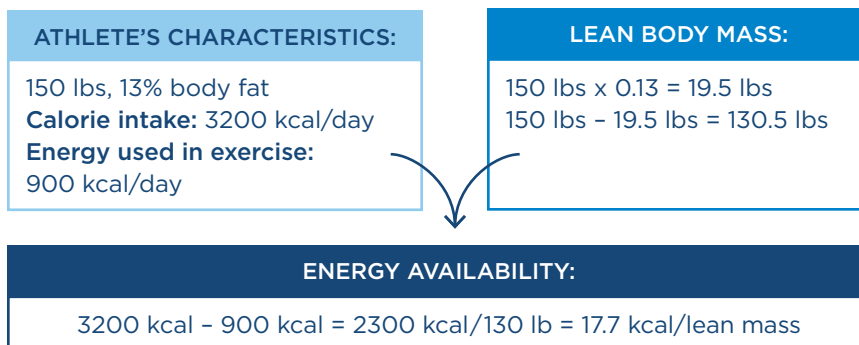 ATHLETE'S CHARACTERISTICS:
150 lbs, 13% body fat
Calorie intake: 3200 kcal/day
Energy used in exercise:
900 kcal/day
LEAN BODY MASS:
150 lbs x 0.13 = 19.5 lbs
150 lbs – 19.5 lbs = 130.5 lbs
ENERGY AVAILABILITY:
3200 kcal – 900 kcal = 2300 kcal/130 lb = 17.7 kcal/lean mass